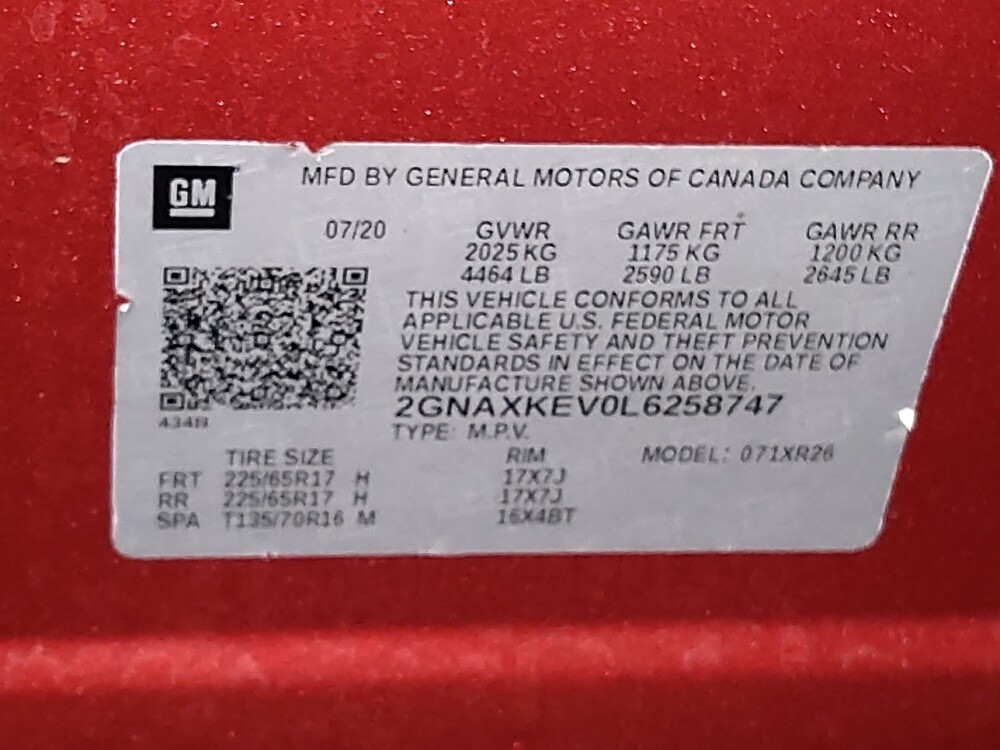 GM
MFD BY GENERAL MOTORS OF CANADA COMPANY
07/20 GVWR GAWR FRT GAWR RR
2025 KG 1175 KG 1200 KG
4464 LB 2590 LB 2645 LB
THIS VEHICLE CONFORMS TO ALL
APPLICABLE U.S. FEDERAL MOTOR
VEHICLE SAFETY AND THEFT PREVENTION
STANDARDS IN EFFECT ON THE DATE OF
MANUFACTURE SHOWN ABOVE.
2GNAXKEV0L6258747
434B
TYPE: M.P.V.
TIRE SIZE RIM MODEL: 071XR26
FRT 225/65R17 H 17X7J
RR 225/65R17 H 17X7J
SPA T135/70R16 M 16X4BT